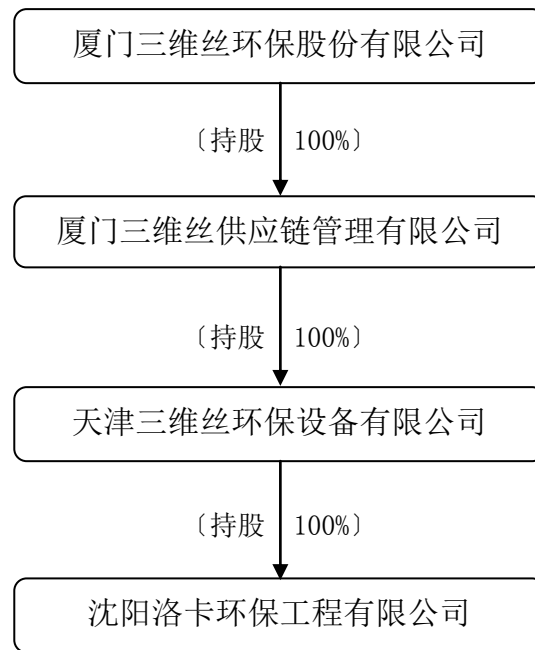 厦门三维丝环保股份有限公司
〔持股 100%〕
厦门三维丝供应链管理有限公司
〔持股 100%〕
天津三维丝环保设备有限公司
〔持股 100%〕
沈阳洛卡环保工程有限公司